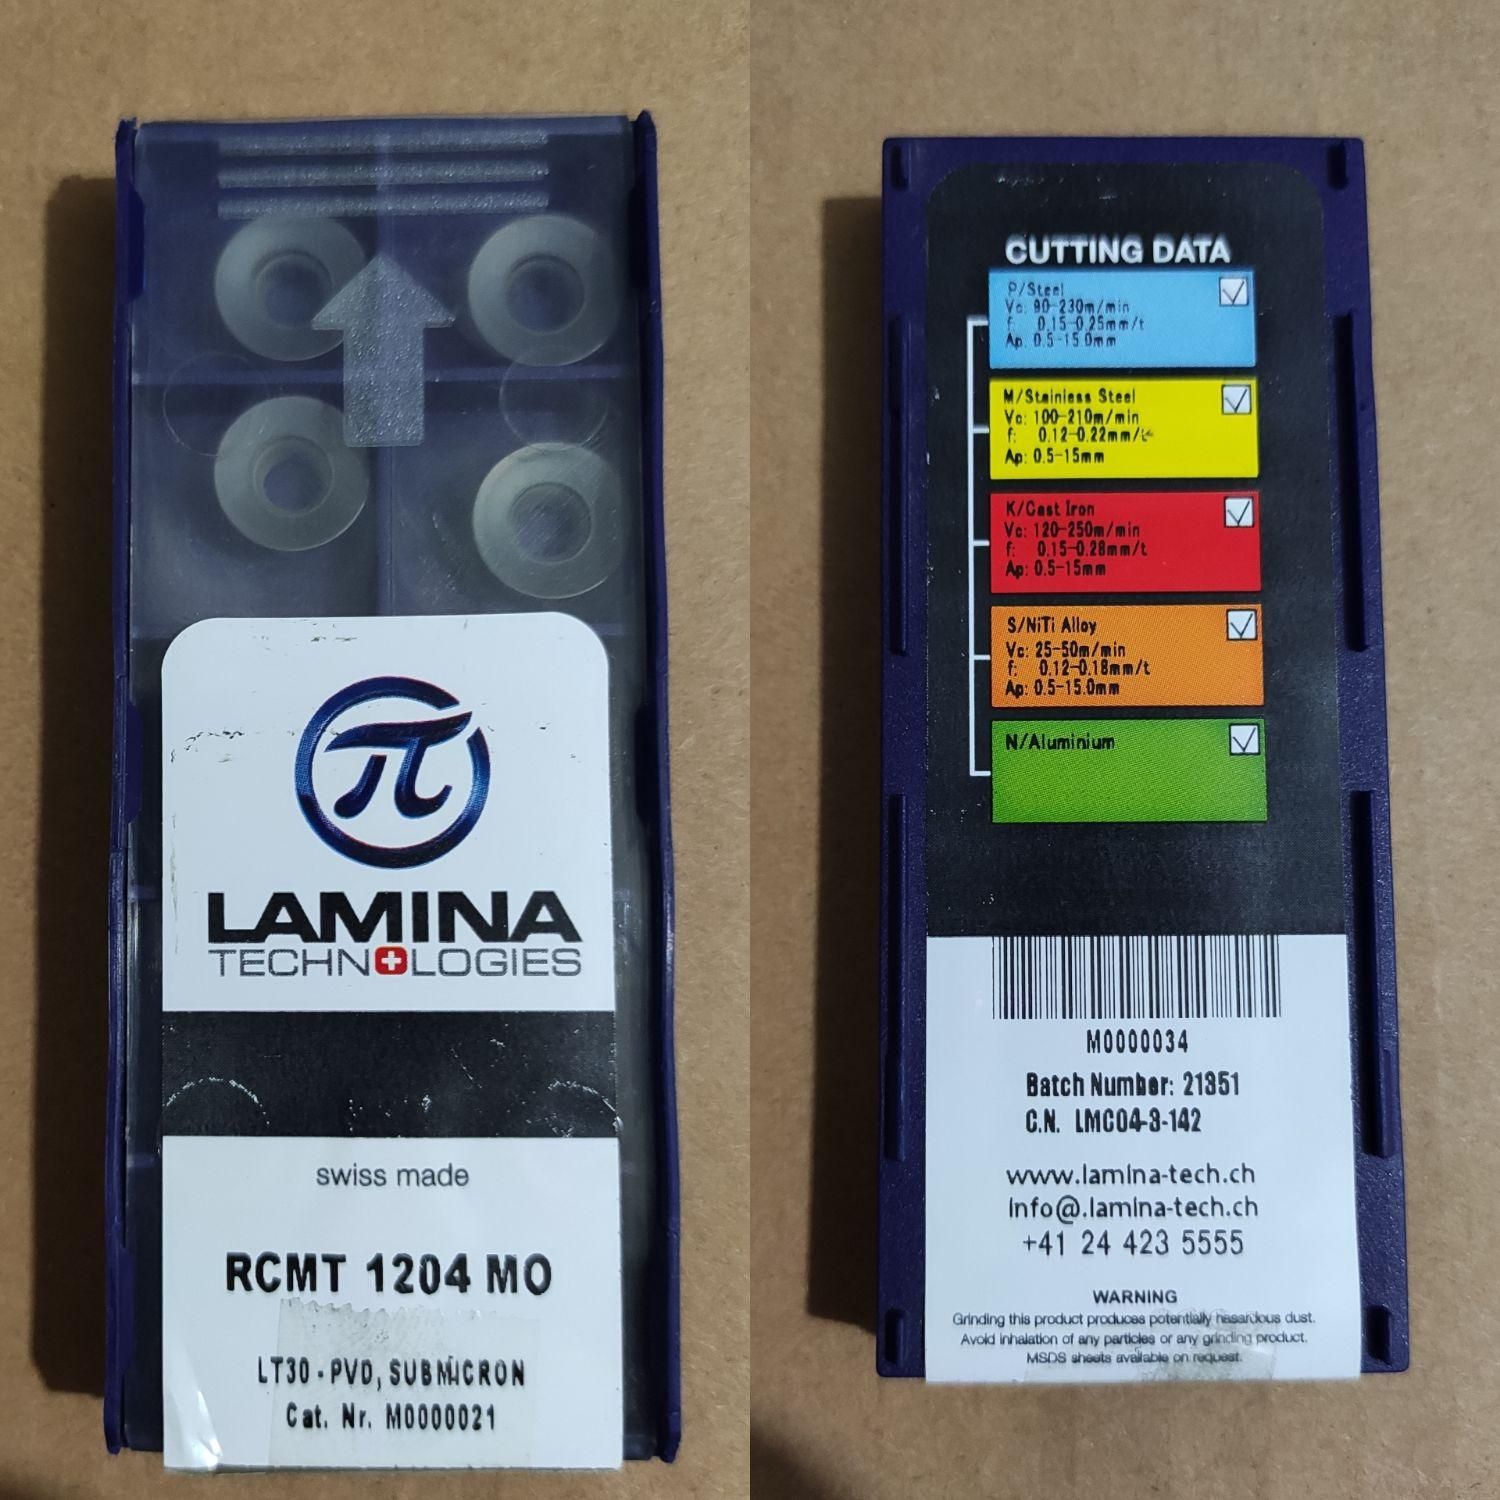 π
LAMINA
TECHNOLOGIES
swiss made
RCMT 1204 MO
LT30 - PVD, SUBMICRON
Cat. Nr. M0000021
CUTTING DATA
P/Steel
Vc: 90-230m/min
f: 0.15-0.25mm/t
Ap: 0.5-15.0mm
M/Stainless Steel
Vc: 100-210m/min
f: 0.12-0.22mm/t
Ap: 0.5-15mm
K/Cast Iron
Vc: 120-250m/min
f: 0.15-0.28mm/t
Ap: 0.5-15mm
S/NiTi Alloy
Vc: 25-50m/min
f: 0.12-0.18mm/t
Ap: 0.5-15.0mm
N/Aluminium
M0000034
Batch Number: 21351
C.N. LMC04-3-142
www.lamina-tech.ch
info@.lamina-tech.ch
+41 24 423 5555
WARNING
Grinding this product produces potentially hasardous dust.
Avoid inhalation of any particles or any grinding product.
MSDS sheets available on request.